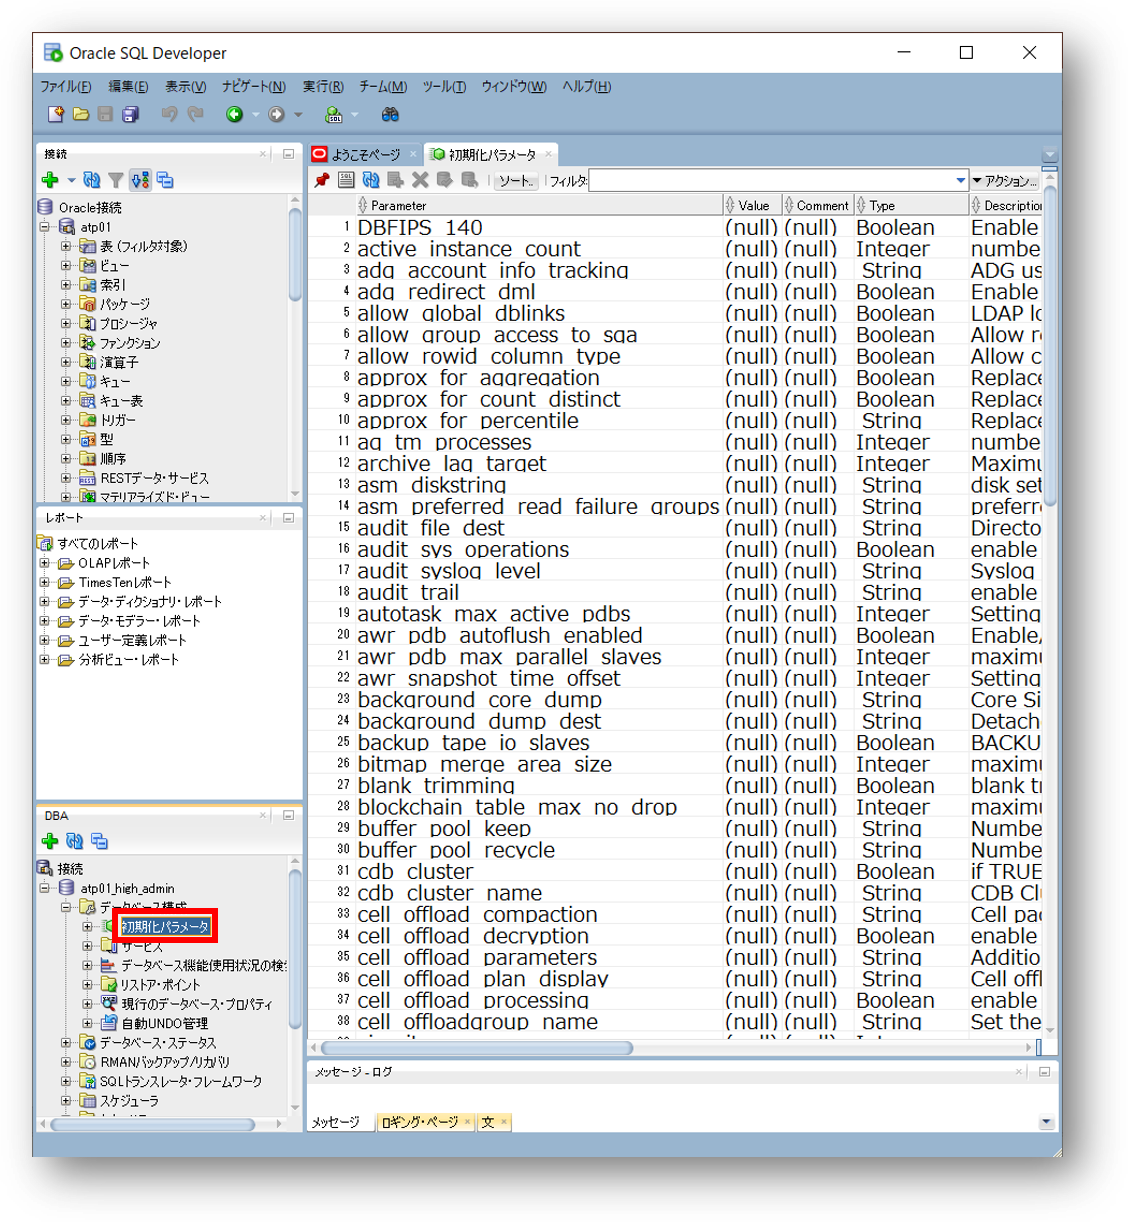 Oracle SQL Developer
ファイル(F) 編集(E) 表示(V) ナビゲート(N) 実行(R) チーム(M) ツール(T) ウィンドウ(W) ヘルプ(H)
接続
Oracle接続
atp01
表 (フィルタ対象)
ビュー
索引
パッケージ
プロシージャ
ファンクション
演算子
キュー
キュー表
トリガー
型
順序
RESTデータ・サービス
マテリアライズド・ビュー
レポート
すべてのレポート
OLAPレポート
TimesTenレポート
データ・ディクショナリ・レポート
データ・モデラー・レポート
ユーザー定義レポート
分析ビュー・レポート
DBA
接続
atp01_high_admin
データベース構成
初期化パラメータ
サービス
データベース機能使用状況の検
リストア・ポイント
現行のデータベース・プロパティ
自動UNDO管理
データベース・ステータス
RMANバックアップ/リカバリ
SQLトランスレータ・フレームワーク
スケジューラ
ようこそページ 初期化パラメータ
ソート.. フィルタ: アクション...
Parameter Value Comment Type Description
1 DBFIPS_140 (null) (null) Boolean Enable
2 active_instance_count (null) (null) Integer numbe
3 adg_account_info_tracking (null) (null) String ADG us
4 adg_redirect_dml (null) (null) Boolean Enable
5 allow_global_dblinks (null) (null) Boolean LDAP lo
6 allow_group_access_to_sga (null) (null) Boolean Allow r
7 allow_rowid_column_type (null) (null) Boolean Allow c
8 approx_for_aggregation (null) (null) Boolean Replace
9 approx_for_count_distinct (null) (null) Boolean Replace
10 approx_for_percentile (null) (null) String Replace
11 aq_tm_processes (null) (null) Integer numbe
12 archive_lag_target (null) (null) Integer Maximu
13 asm_diskstring (null) (null) String disk set
14 asm_preferred_read_failure_groups (null) (null) String preferr
15 audit_file_dest (null) (null) String Directo
16 audit_sys_operations (null) (null) Boolean enable
17 audit_syslog_level (null) (null) String Syslog
18 audit_trail (null) (null) String enable
19 autotask_max_active_pdbs (null) (null) Integer Setting
20 awr_pdb_autoflush_enabled (null) (null) Boolean Enable/
21 awr_pdb_max_parallel_slaves (null) (null) Integer maximu
22 awr_snapshot_time_offset (null) (null) Integer Setting
23 background_core_dump (null) (null) String Core Si
24 background_dump_dest (null) (null) String Detach
25 backup_tape_io_slaves (null) (null) Boolean BACKU
26 bitmap_merge_area_size (null) (null) Integer maximu
27 blank_trimming (null) (null) Boolean blank t
28 blockchain_table_max_no_drop (null) (null) Integer maximu
29 buffer_pool_keep (null) (null) String Numbe
30 buffer_pool_recycle (null) (null) String Numbe
31 cdb_cluster (null) (null) Boolean if TRUE
32 cdb_cluster_name (null) (null) String CDB Cl
33 cell_offload_compaction (null) (null) String Cell pac
34 cell_offload_decryption (null) (null) Boolean enable
35 cell_offload_parameters (null) (null) String Additio
36 cell_offload_plan_display (null) (null) String Cell offl
37 cell_offload_processing (null) (null) Boolean enable
38 cell_offloadgroup_name (null) (null) String Set the
メッセージ - ログ
メッセージ ロギング・ページ 文